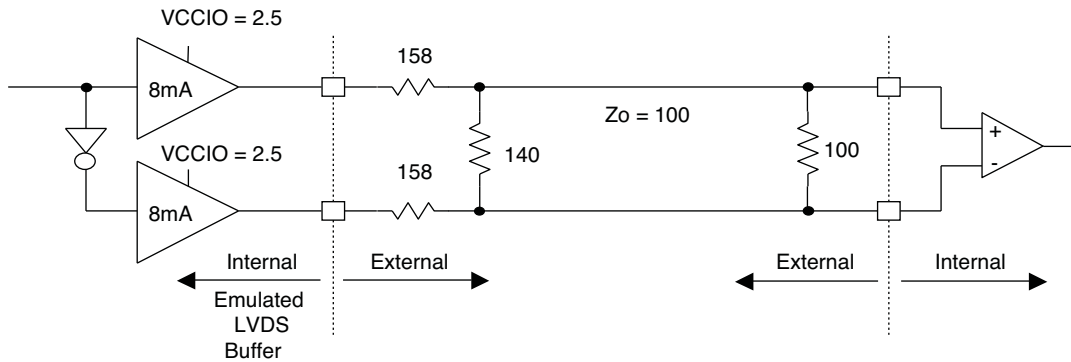 VCCIO = 2.5
158
8mA
Zo = 100
+
-
VCCIO = 2.5
140
100
158
8mA
Internal
External
External
Internal
Emulated
LVDS
Buffer